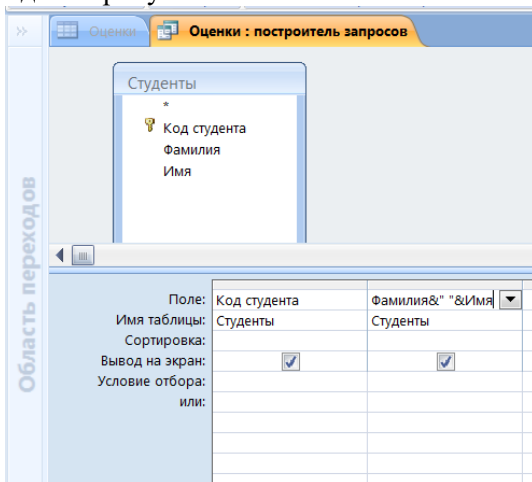 Оценки
Оценки : построитель запросов
Студенты
*
Код студента
Фамилия
Имя
Область переходов
Поле: Код студента Фамилия&" "&Имя
Имя таблицы: Студенты Студенты
Сортировка:
Вывод на экран:
Условие отбора:
или: